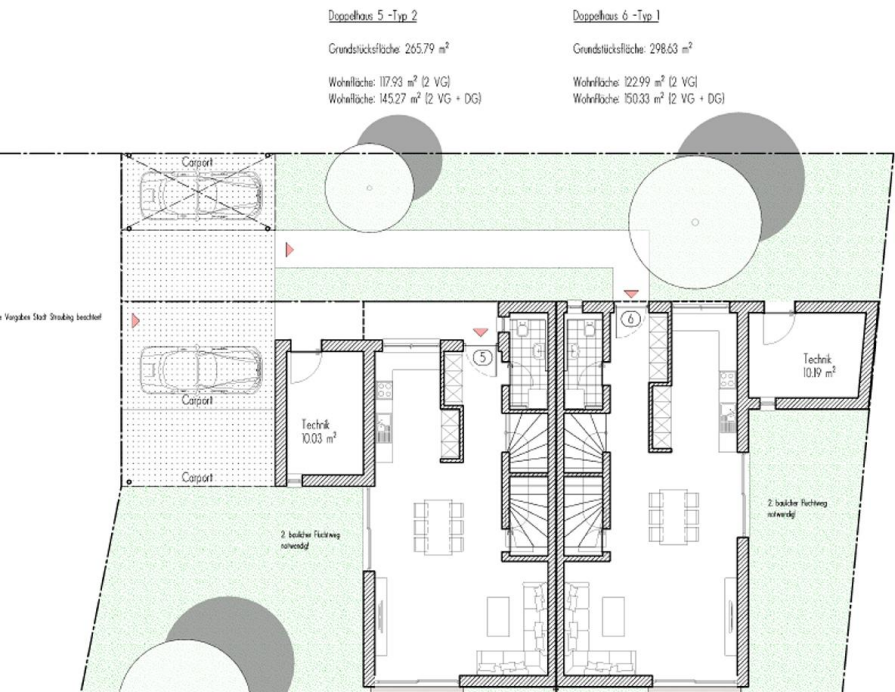 Doppelhaus 5 -Typ 2
Grundstücksfläche: 265.79 m²
Wohnfläche: 117.93 m² (2 VG)
Wohnfläche: 145.27 m² (2 VG + DG)
Doppelhaus 6 -Typ 1
Grundstücksfläche: 298.63 m²
Wohnfläche: 122.99 m² (2 VG)
Wohnfläche: 150.33 m² (2 VG + DG)
Carport
Vorgaben Stadt Straubing beachten!
6
5
Technik
10.19 m²
Carport
Technik
10.03 m²
Carport
2. baulicher Fluchtweg
notwendig!
2. baulicher Fluchtweg
notwendig!